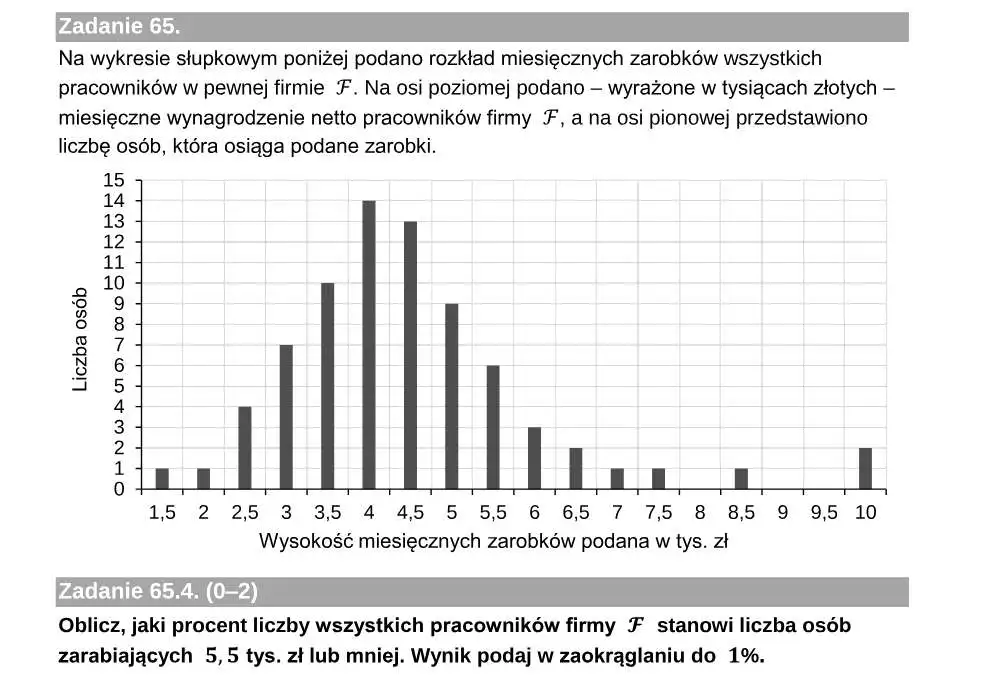 Zadanie 65.
Na wykresie słupkowym poniżej podano rozkład miesięcznych zarobków wszystkich
pracowników w pewnej firmie ℱ. Na osi poziomej podano – wyrażone w tysiącach złotych –
miesięczne wynagrodzenie netto pracowników firmy ℱ, a na osi pionowej przedstawiono
liczbę osób, która osiąga podane zarobki.
15
14
13
12
11
10
9
8
7
6
5
4
3
2
1
0
Liczba osób
1,5 2 2,5 3 3,5 4 4,5 5 5,5 6 6,5 7 7,5 8 8,5 9 9,5 10
Wysokość miesięcznych zarobków podana w tys. zł
Zadanie 65.4. (0–2)
Oblicz, jaki procent liczby wszystkich pracowników firmy ℱ stanowi liczba osób
zarabiających 5,5 tys. zł lub mniej. Wynik podaj w zaokrąglaniu do 1%.